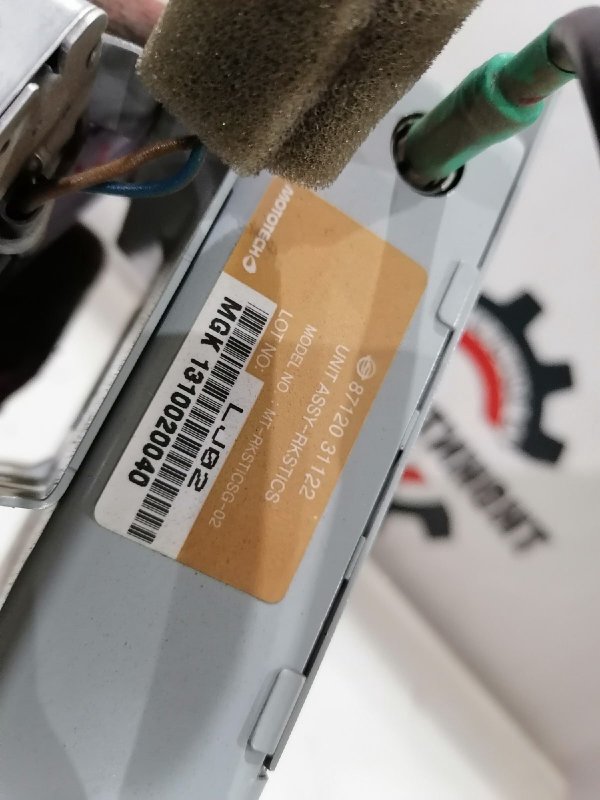 MOTOTECH
87120 31122
UNIT ASSY-RKSTICS
MODEL NO : MT-RKSTICSG-02
LOT NO.:
LJ02
MGK 1310020040